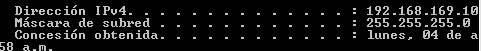 Dirección IPv4. . . . . . . . . . . . . . : 192.168.169.10
Máscara de subred . . . . . . . . . . . . : 255.255.255.0
Concesión obtenida. . . . . . . . . . . . : lunes, 04 de a
58 a.m.